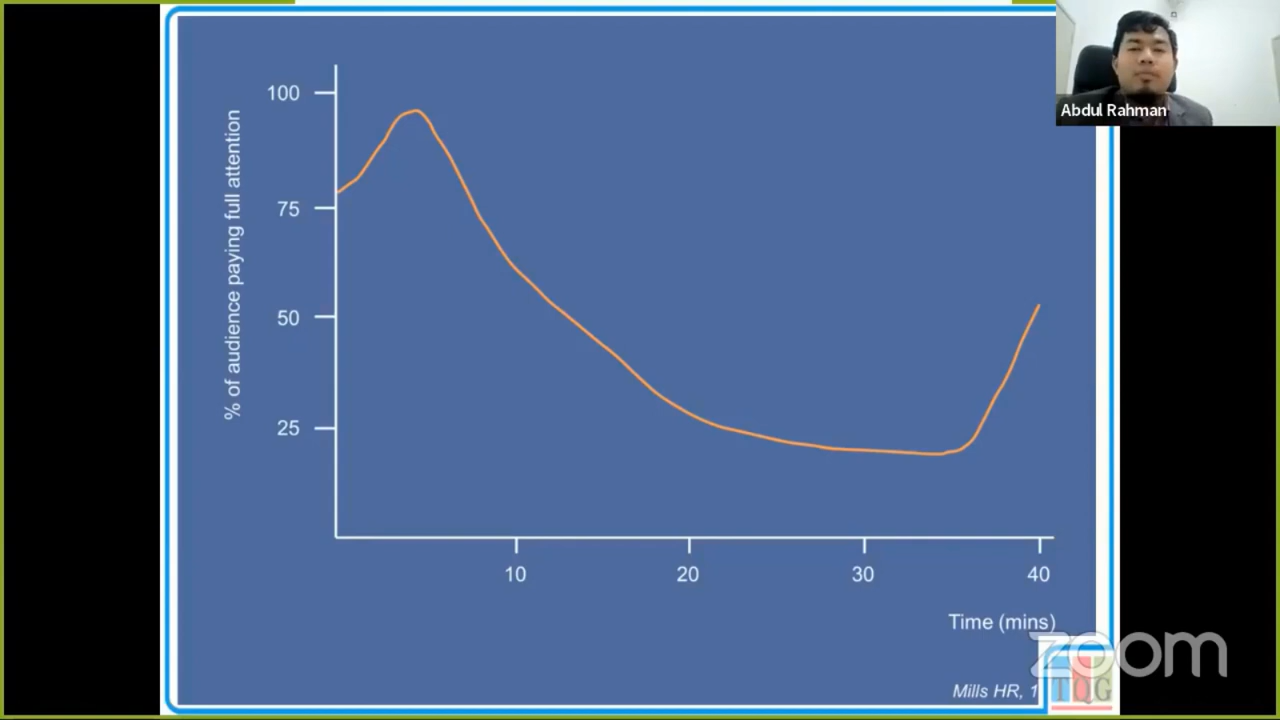 Abdul Rahman
% of audience paying full attention
100
75
50
25
10 20 30 40
Time (mins)
zoom
Mills HR, 1
TQG